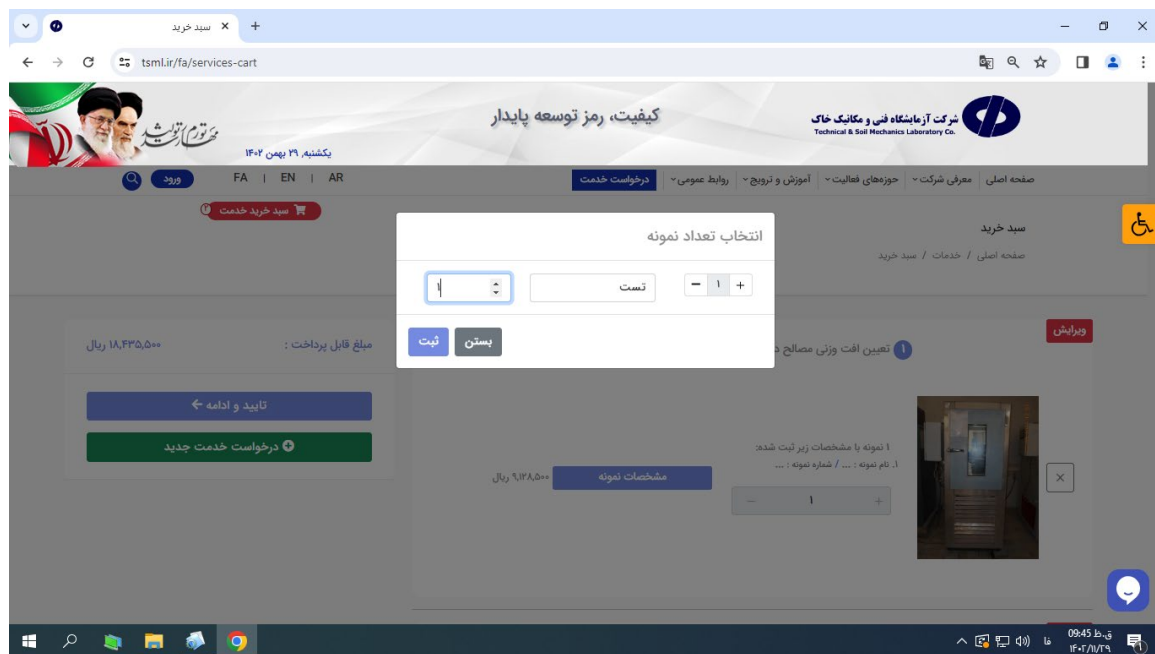 سبد خرید
tsml.ir/fa/services-cart
شرکت آزمایشگاه فنی و مکانیک خاک
Technical & Soil Mechanics Laboratory Co.
کیفیت، رمز توسعه پایدار
یکشنبه, ۲۹ بهمن ۱۴۰۲
صفحه اصلی معرفی شرکت حوزه‌های فعالیت آموزش و ترویج روابط عمومی درخواست خدمت
FA | EN | AR
ورود
سبد خرید خدمت
سبد خرید
صفحه اصلی / خدمات / سبد خرید
انتخاب تعداد نمونه
+ ۱ −
تست
۱
بستن
ثبت
ویرایش
۱ تعیین افت وزنی مصالح د
۱ نمونه با مشخصات زیر ثبت شده:
۱. نام نمونه : ... / شماره نمونه : ...
+ ۱ −
مشخصات نمونه
۹,۱۲۸,۵۰۰ ریال
مبلغ قابل پرداخت :
۱۸,۴۳۵,۵۰۰ ریال
تایید و ادامه
درخواست خدمت جدید
فا
09:45 ق.ظ
۱۴۰۲/۱۱/۲۹